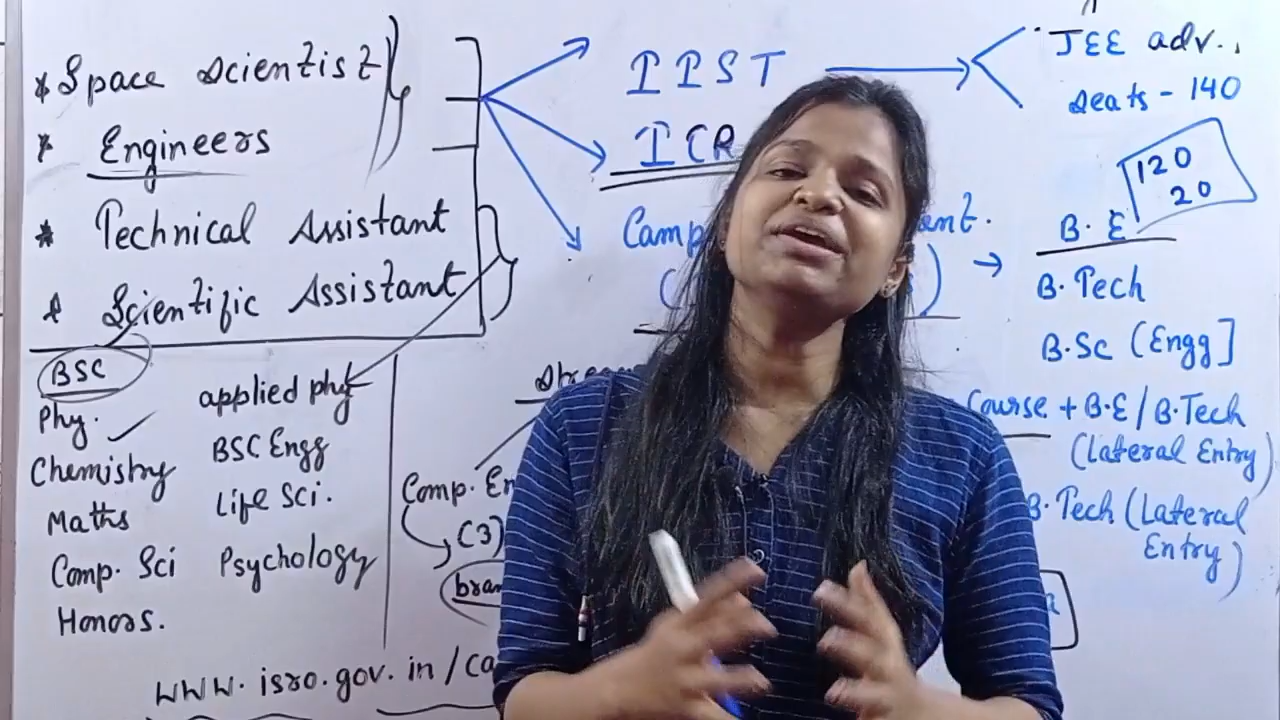 * Space Scientist
* Engineers
* Technical Assistant
* Scientific Assistant
IIST
JEE adv.
Seats - 140
120
20
ICR
B.E
B.Tech
B.Sc (Engg]
Course + B.E/B.Tech
(Lateral Entry)
B.Tech (Lateral
Entry)
BSC
Phy.
Chemistry
Maths
Comp. Sci
Honors.
applied phy
BSC Engg
Life Sci.
Psychology
(3)
www.isro.gov.in/ca